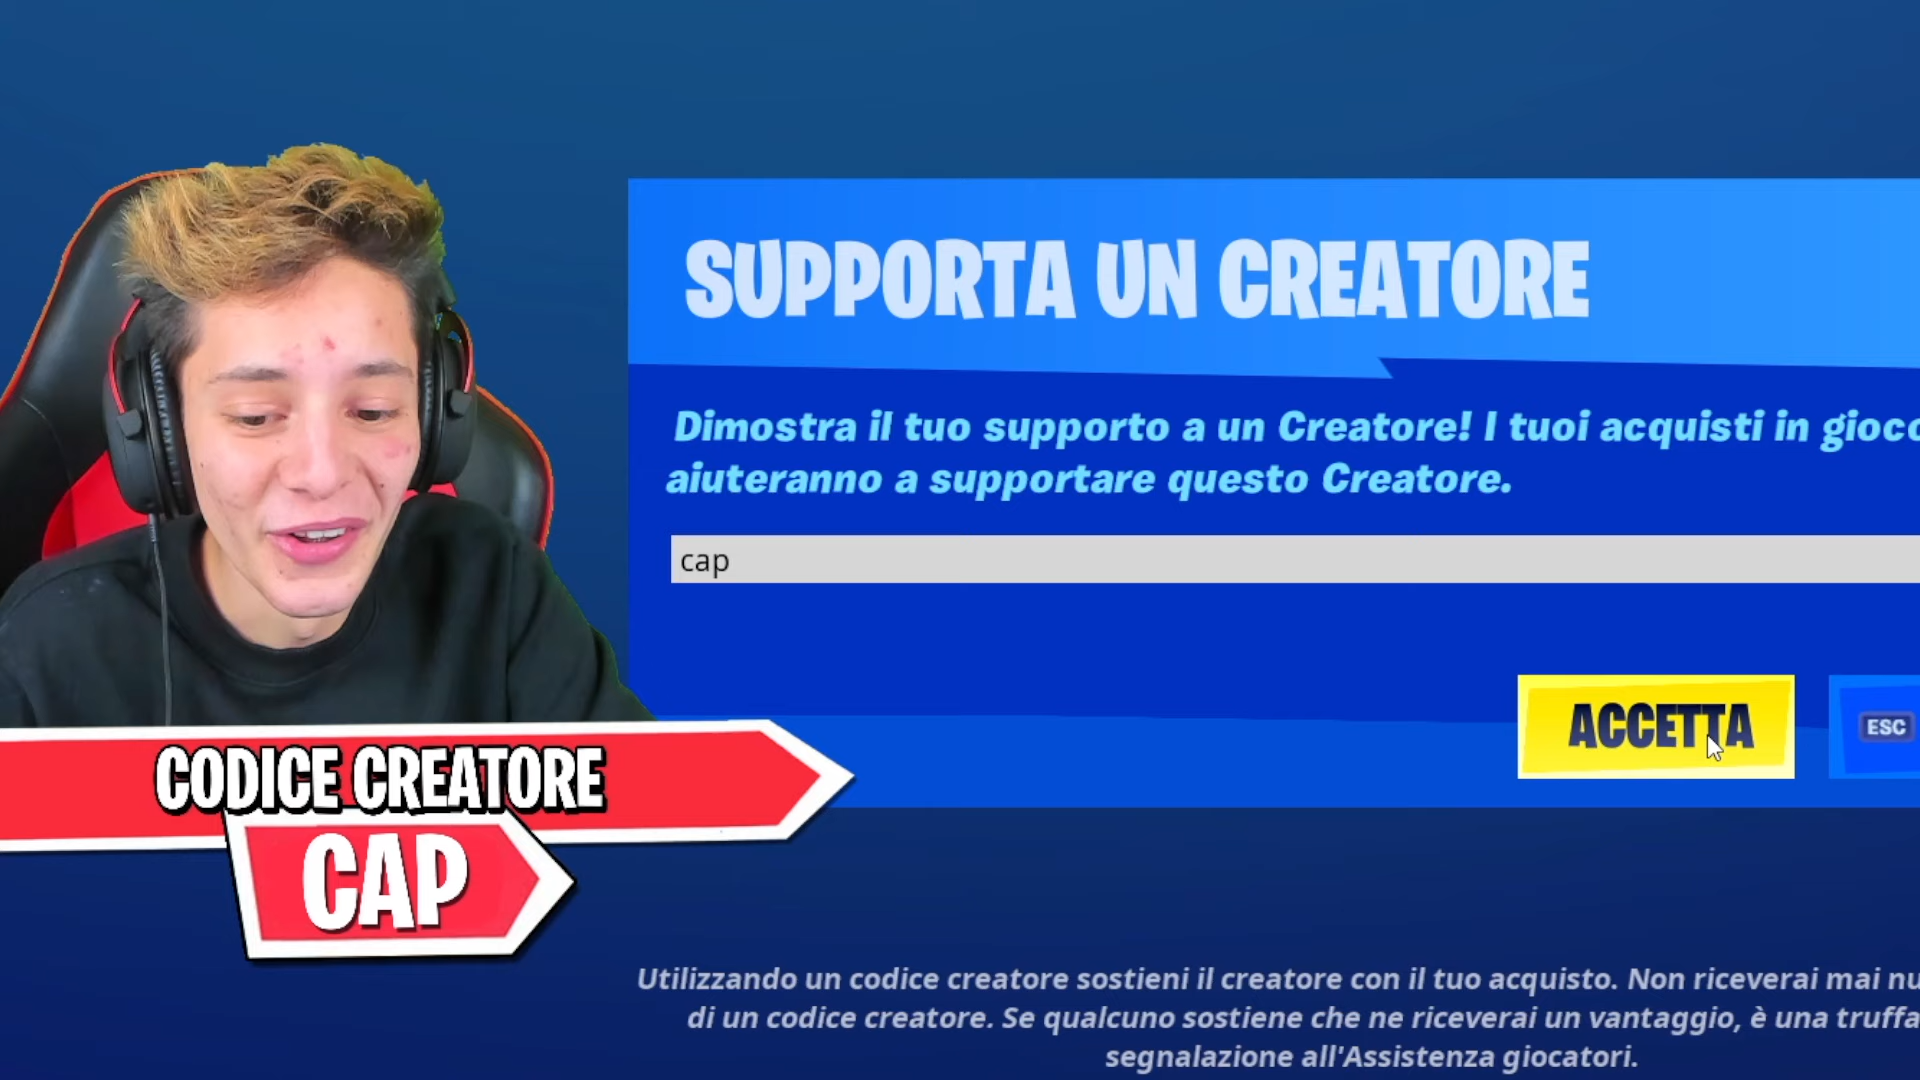 SUPPORTA UN CREATORE
Dimostra il tuo supporto a un Creatore! I tuoi acquisti in gioco
aiuteranno a supportare questo Creatore.
cap
ACCETTA
ESC
CODICE CREATORE
CAP
Utilizzando un codice creatore sostieni il creatore con il tuo acquisto. Non riceverai mai
di un codice creatore. Se qualcuno sostiene che ne riceverai un vantaggio, è una truffa
segnalazione all'Assistenza giocatori.